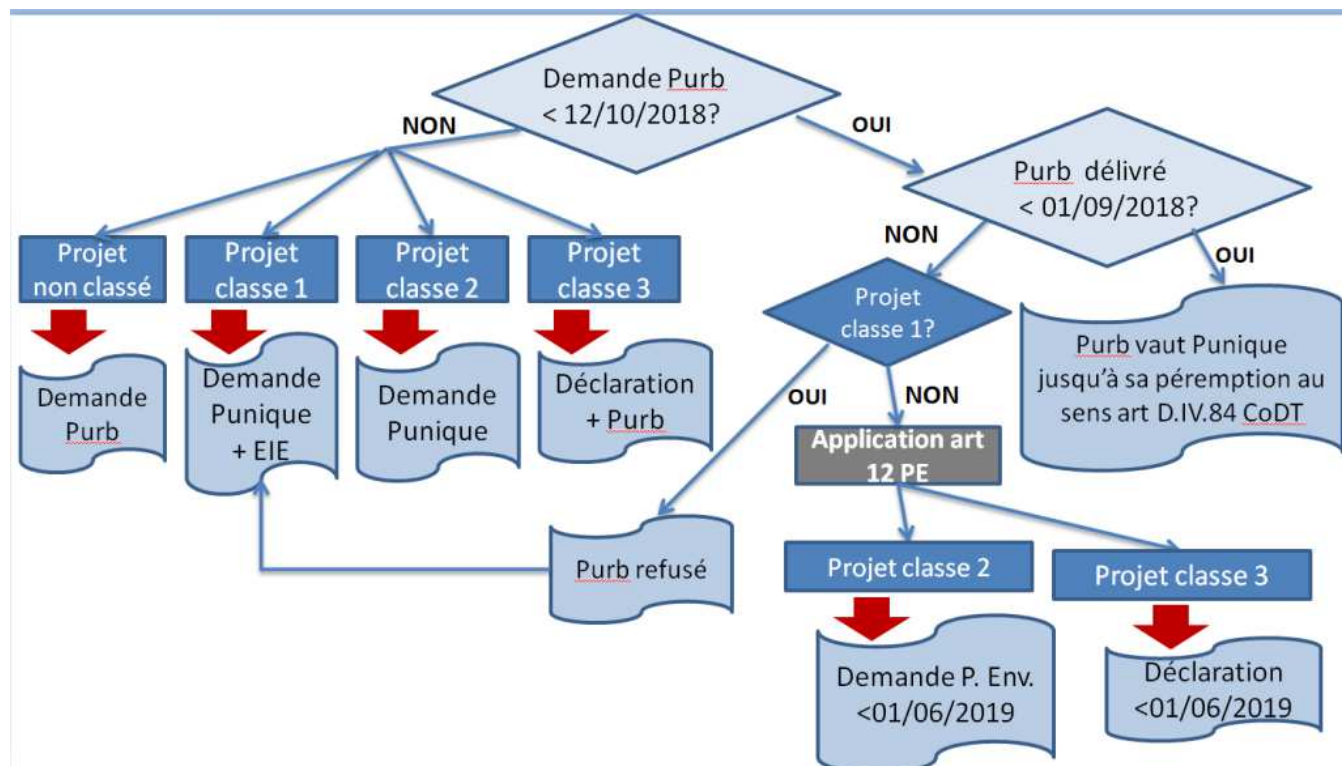 Demande Purb
< 12/10/2018?
NON
OUI
Purb délivré
< 01/09/2018?
NON
OUI
Projet
non classé
Projet
classe 1
Projet
classe 2
Projet
classe 3
Projet
classe 1?
Purb vaut Punique
jusqu'à sa péremption au
sens art D.IV.84 CoDT
Demande
Purb
Demande
Punique
+ EIE
Demande
Punique
Déclaration
+ Purb
OUI
NON
Application art
12 PE
Purb refusé
Projet classe 2
Projet classe 3
Demande P. Env.
<01/06/2019
Déclaration
<01/06/2019